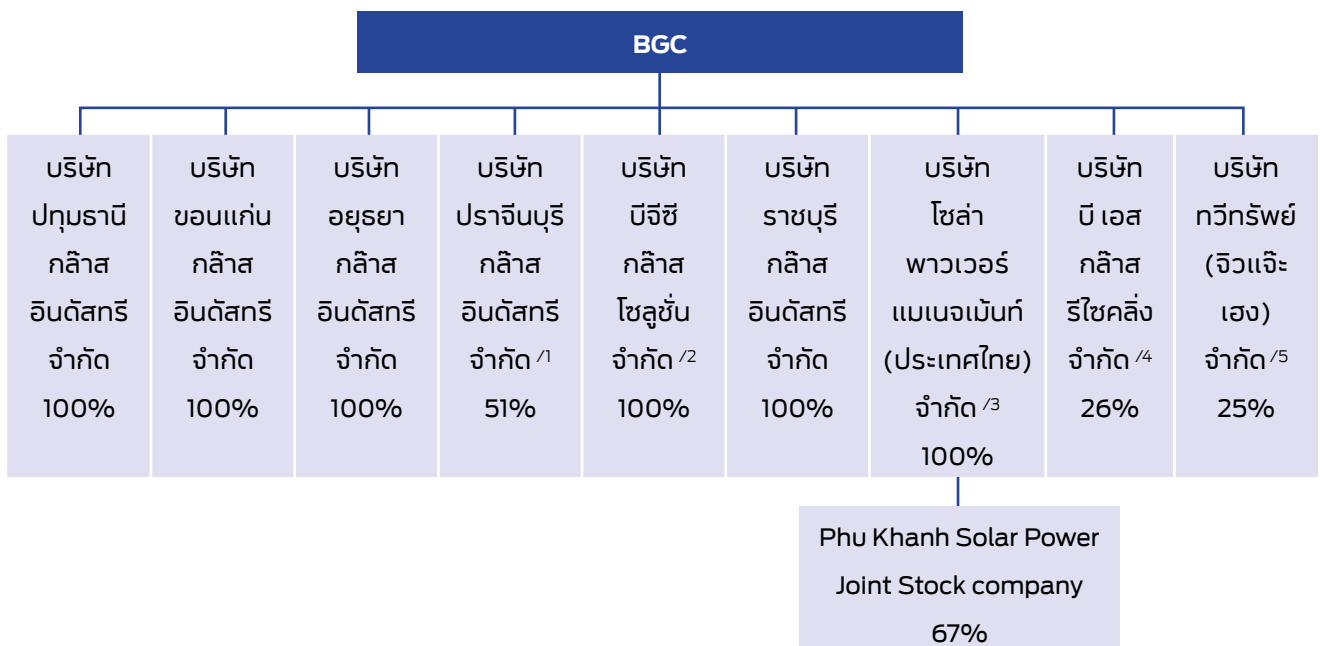 BGC
บริษัท
ปทุมธานี
กล๊าส
อินดัสทรี
จำกัด
100%
บริษัท
ขอนแก่น
กล๊าส
อินดัสทรี
จำกัด
100%
บริษัท
อยุธยา
กล๊าส
อินดัสทรี
จำกัด
100%
บริษัท
ปราจีนบุรี
กล๊าส
อินดัสทรี
จำกัด /1
51%
บริษัท
บีจีซี
กล๊าส
โซลูชั่น
จำกัด /2
100%
บริษัท
ราชบุรี
กล๊าส
อินดัสทรี
จำกัด
100%
บริษัท
โซล่า
พาวเวอร์
แมเนจเม้นท์
(ประเทศไทย)
จำกัด /3
100%
บริษัท
บี เอส
กล๊าส
รีไซคลิ่ง
จำกัด /4
26%
บริษัท
ทวีทรัพย์
(จิวแจ๊ะ
เฮง)
จำกัด /5
25%
Phu Khanh Solar Power
Joint Stock company
67%